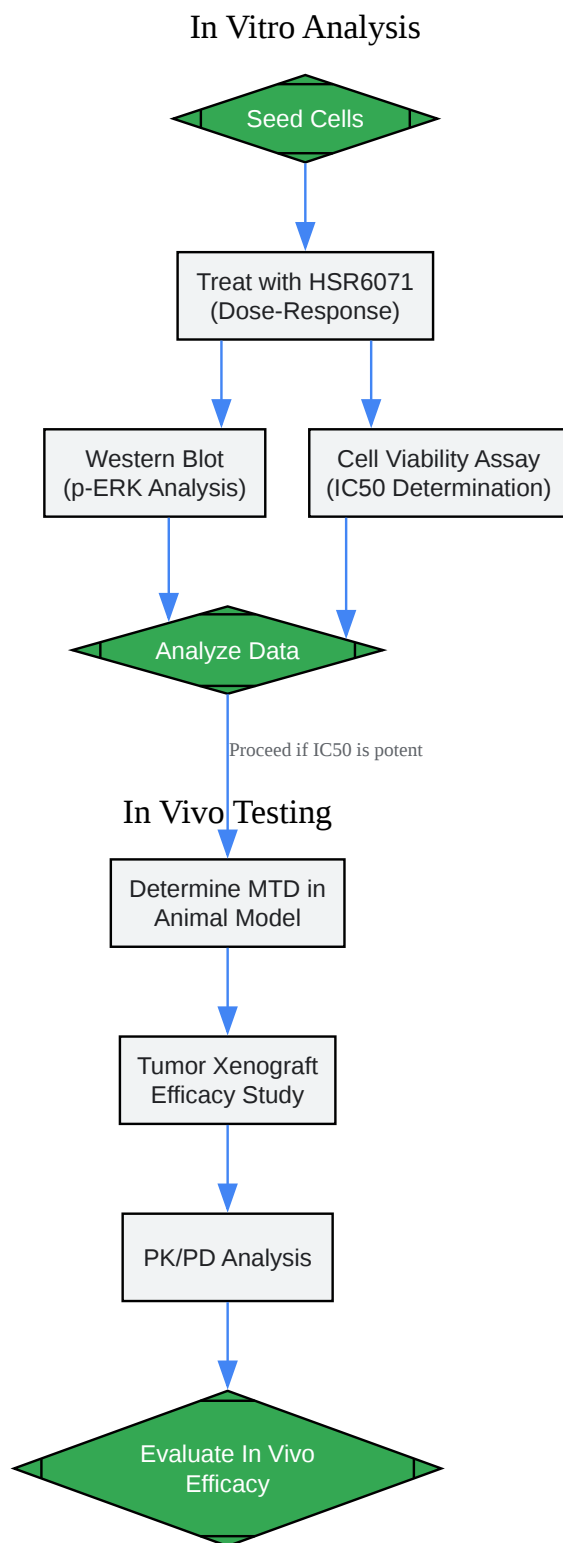 In Vitro Analysis
Seed Cells
Treat with HSR6071
(Dose-Response)
Western Blot
(p-ERK Analysis)
Cell Viability Assay
(IC50 Determination)
Analyze Data
Proceed if IC50 is potent
In Vivo Testing
Determine MTD in
Animal Model
Tumor Xenograft
Efficacy Study
PK/PD Analysis
Evaluate In Vivo
Efficacy